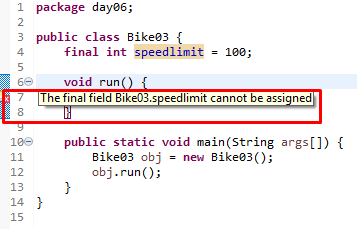 1 package day06;
2
3 public class Bike03 {
4 final int speedlimit = 100;
5
6 void run() {
7 The final field Bike03.speedlimit cannot be assigned
8 }
9
10 public static void main(String args[]) {
11 Bike03 obj = new Bike03();
12 obj.run();
13 }
14 }
15